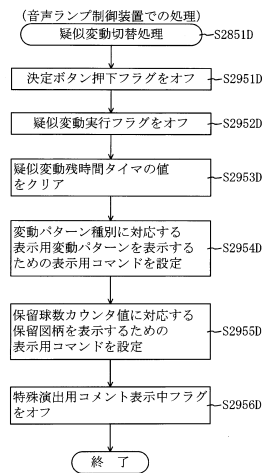 (音声ランプ制御装置での処理)
疑似変動切替処理
S2851D
決定ボタン押下フラグをオフ
S2951D
疑似変動実行フラグをオフ
S2952D
疑似変動残時間タイマの値
をクリア
S2953D
変動パターン種別に対応する
表示用変動パターンを表示する
ための表示用コマンドを設定
S2954D
保留球数カウンタ値に対応する
保留図柄を表示するための
表示用コマンドを設定
S2955D
特殊演出用コメント表示中フラグ
をオフ
S2956D
終 了